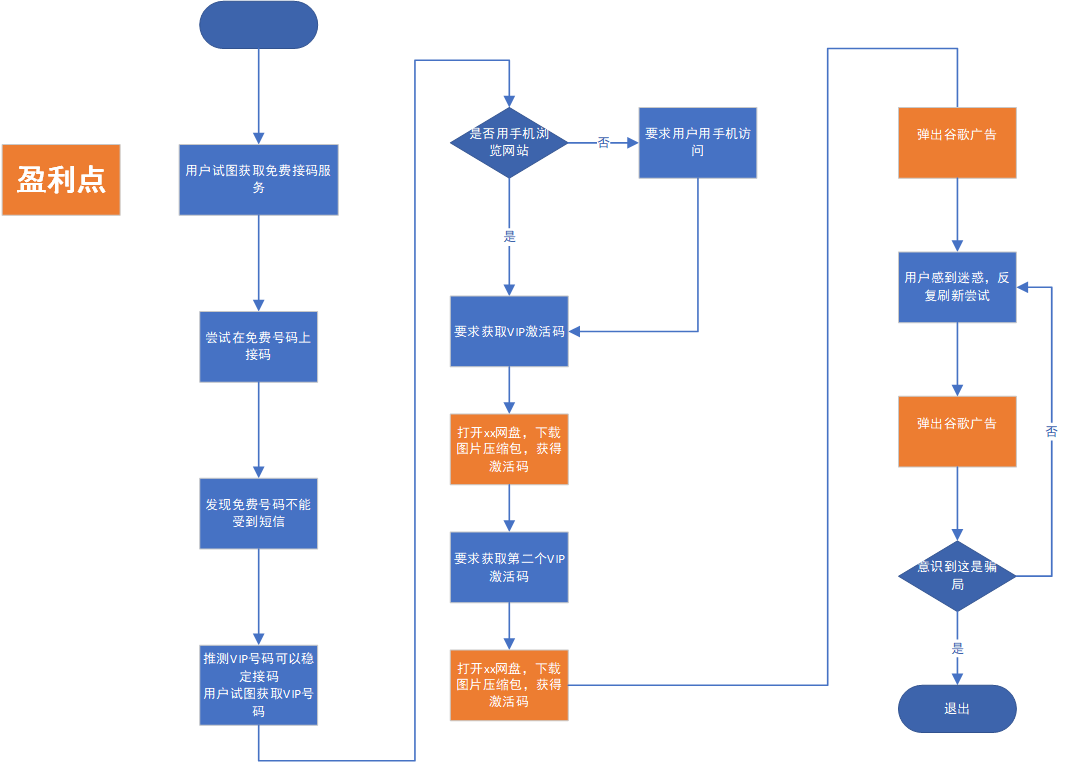 盈利点
用户试图获取免费接码服
务
尝试在免费号码上
接码
发现免费号码不能
受到短信
推测VIP号码可以稳
定接码
用户试图获取VIP号
码
是否用手机浏
览网站
否
要求用户用手机访
问
是
要求获取VIP激活码
打开xx网盘，下载
图片压缩包，获得
激活码
要求获取第二个VIP
激活码
打开xx网盘，下载
图片压缩包，获得
激活码
弹出谷歌广告
用户感到迷惑，反
复刷新尝试
弹出谷歌广告
否
意识到这是骗
局
是
退出